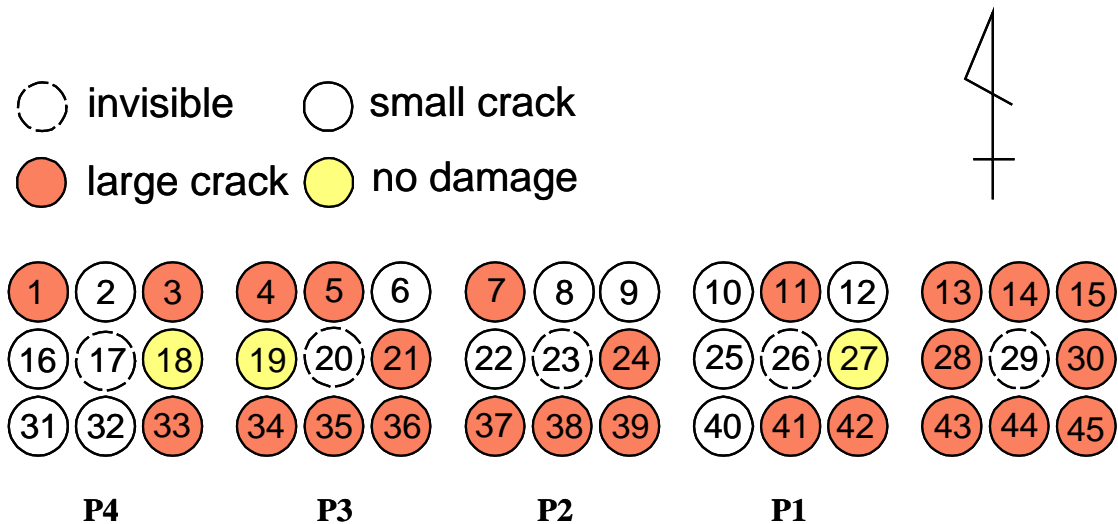 invisible small crack
large crack no damage
1 2 3 4 5 6 7 8 9 10 11 12 13 14 15
16 17 18 19 20 21 22 23 24 25 26 27 28 29 30
31 32 33 34 35 36 37 38 39 40 41 42 43 44 45
P4 P3 P2 P1